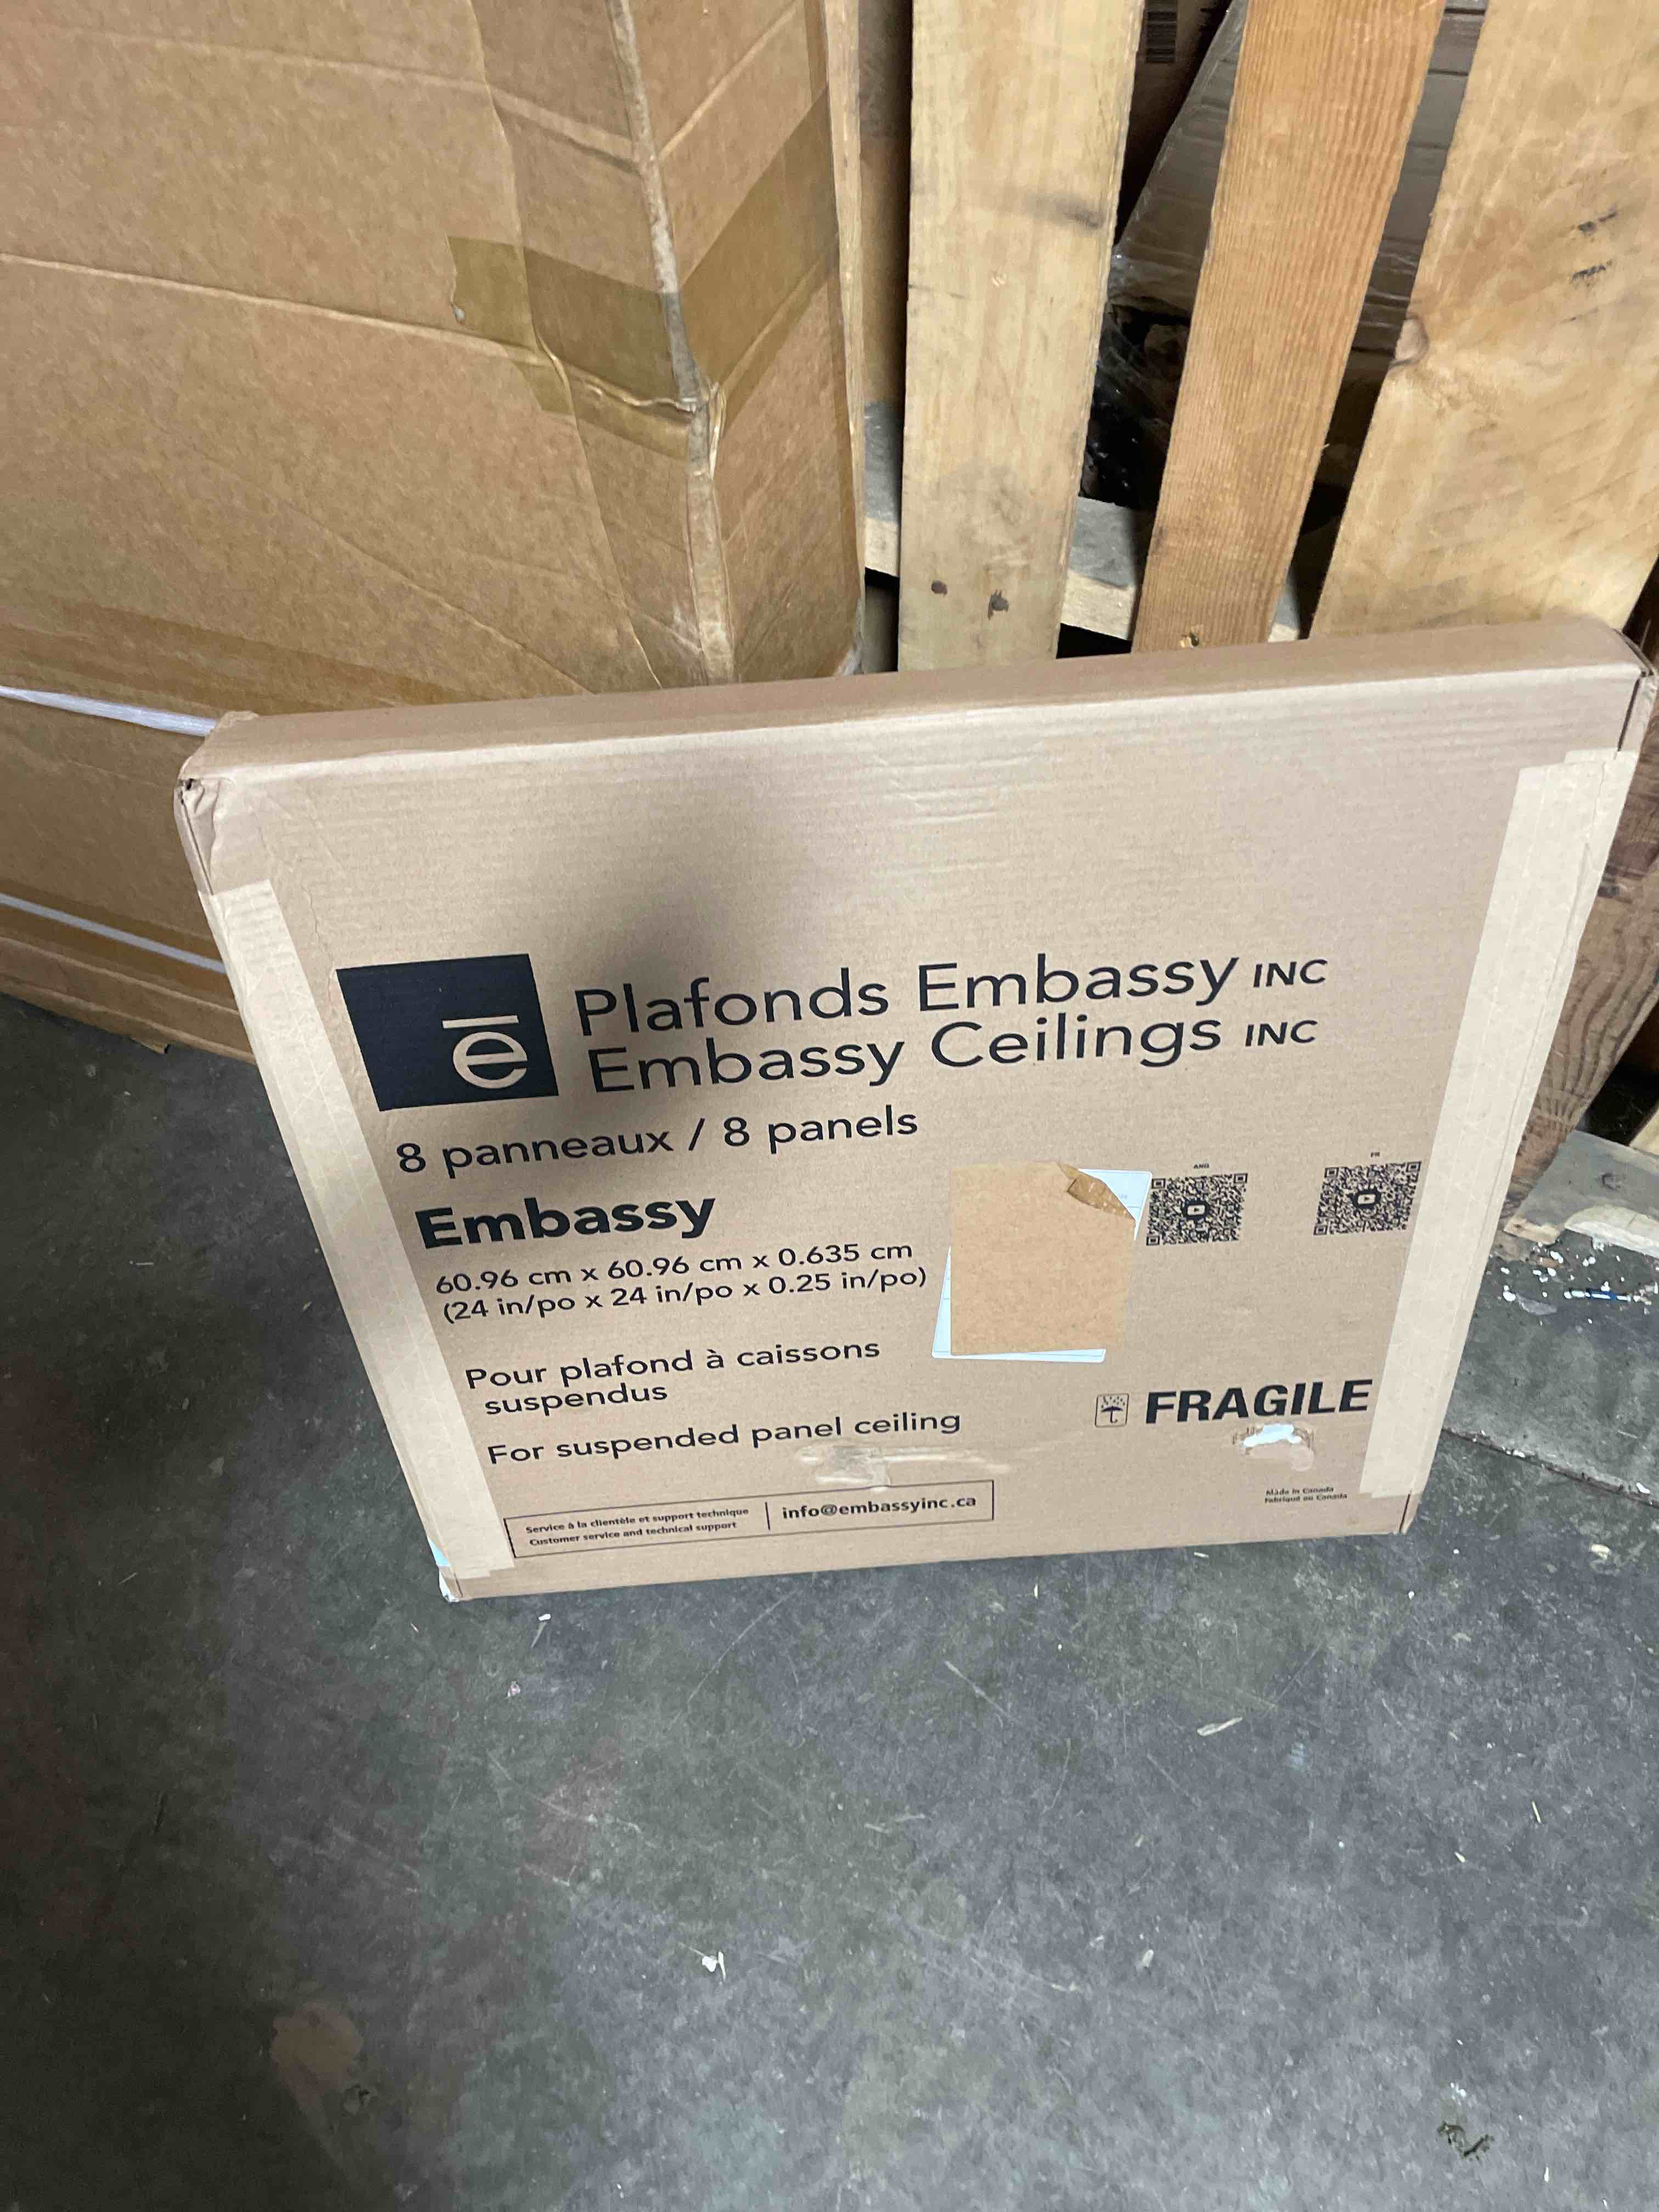 ē
Plafonds Embassy INC
Embassy Ceilings INC
8 panneaux / 8 panels
Embassy
60.96 cm x 60.96 cm x 0.635 cm
(24 in/po x 24 in/po x 0.25 in/po)
Pour plafond à caissons
suspendus
For suspended panel ceiling
ANG
FR
FRAGILE
Made in Canada
Fabriqué au Canada
Service à la clientèle et support technique
Customer service and technical support
info@embassyinc.ca